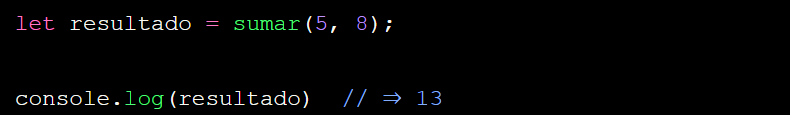 let resultado = sumar(5, 8);
console.log(resultado)  // ⇒ 13